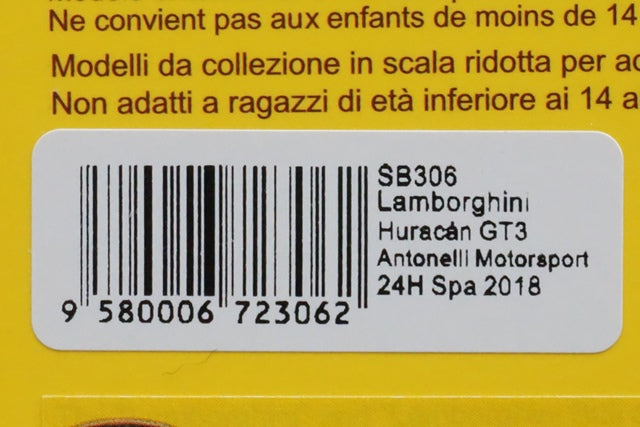 Ne convient pas aux enfants de moins de 14
Modelli da collezione in scala ridotta per
Non adatti a ragazzi di età inferiore ai 14
SB306
Lamborghini
Huracán GT3
Antonelli Motorsport
24H Spa 2018
9 580006 723062